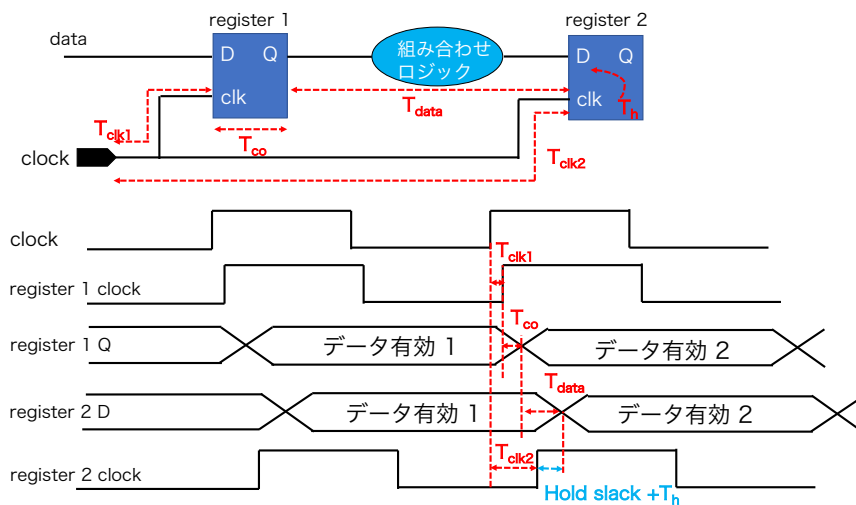 register 1
register 2
data
D Q
組み合わせ
ロジック
D Q
clk
clk
Tdata
Th
Tclk1
Tco
clock
Tclk2
clock
Tclk1
register 1 clock
Tco
register 1 Q
データ有効 1
データ有効 2
Tdata
register 2 D
データ有効 1
データ有効 2
Tclk2
register 2 clock
Hold slack +Th